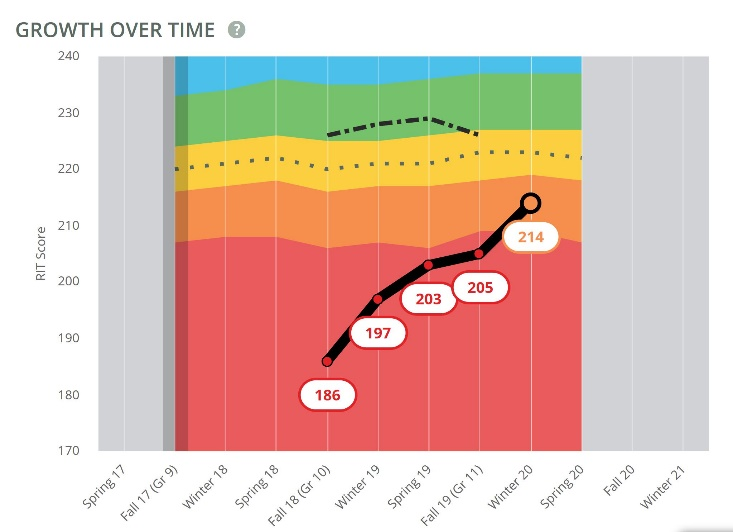 GROWTH OVER TIME ?
240
230
220
210
200
190
180
170
RIT Score
186
197
203
205
214
Spring 17
Fall 17 (Gr 9)
Winter 18
Spring 18
Fall 18 (Gr 10)
Winter 19
Spring 19
Fall 19 (Gr 11)
Winter 20
Spring 20
Fall 20
Winter 21